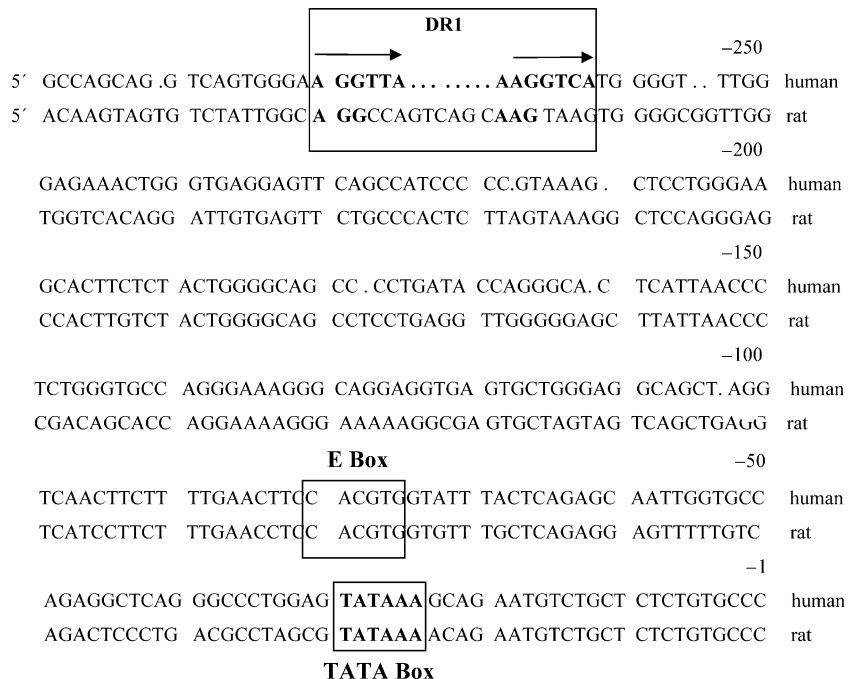 DR1
–250
5´ GCCAGCAG .G TCAGTGGGAA GGTTA.........AAGGTCATG GGGT . . TTGG human
5´ ACAAGTAGTG TCTATTGGCA GGCCAGTCAGCAAGTAAGTG GGGCGGTTGG rat
–200
GAGAAACTGG GTGAGGAGTT CAGCCATCCC CC.GTAAAG . CTCCTGGGAA human
TGGTCACAGG ATTGTGAGTT CTGCCCACTC TTAGTAAAGG CTCCAGGGAG rat
–150
GCACTTCTCT ACTGGGGCAG CC . CCTGATA CCAGGGCA. C TCATTAACCC human
CCACTTGTCT ACTGGGGCAG CCTCCTGAGG TTGGGGGAGC TTATTAACCC rat
–100
TCTGGGTGCC AGGGAAAGGG CAGGAGGTGA GTGCTGGGAG GCAGCT. AGG human
CGACAGCACC AGGAAAAGGG AAAAAGGCGA GTGCTAGTAG TCAGCTGAGG rat
E Box –50
TCAACTTCTT TTGAACTTCC ACGTGGTATT TACTCAGAGC AATTGGTGCC human
TCATCCTTCT TTGAACCTCC ACGTGGTGTT TGCTCAGAGG AGTTTTTGTC rat
–1
AGAGGCTCAG GGCCCTGGAG TATAAAGCAG AATGTCTGCT CTCTGTGCCC human
AGACTCCCTG ACGCCTAGCG TATAAAACAG AATGTCTGCT CTCTGTGCCC rat
TATA Box